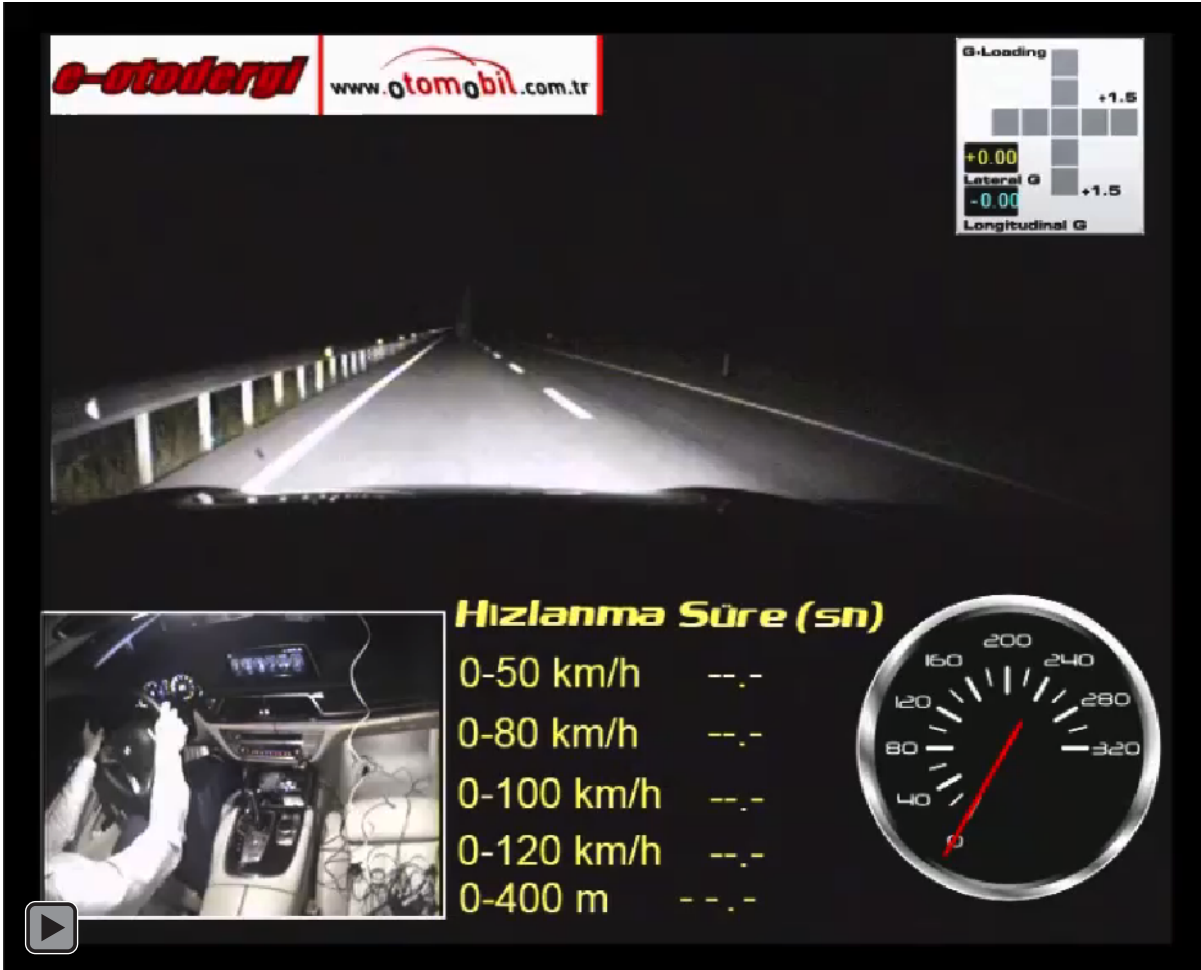 e-otodergi
www.otomobil.com.tr
G-Loading
+1.5
+0.00
Lateral G
+1.5
-0.00
Longitudinal G
Hızlanma Süre (sn)
0-50 km/h --.-
0-80 km/h --.-
0-100 km/h --.-
0-120 km/h --.-
0-400 m --.-
200
160 240
120 280
80 320
40
0